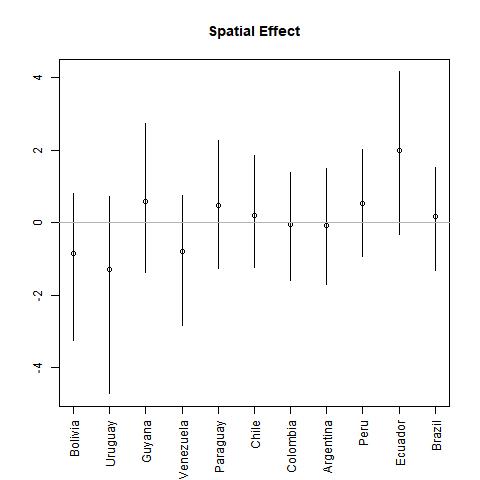 Spatial Effect
4
2
0
-2
-4
Bolivia
Uruguay
Guyana
Venezuela
Paraguay
Chile
Colombia
Argentina
Peru
Ecuador
Brazil